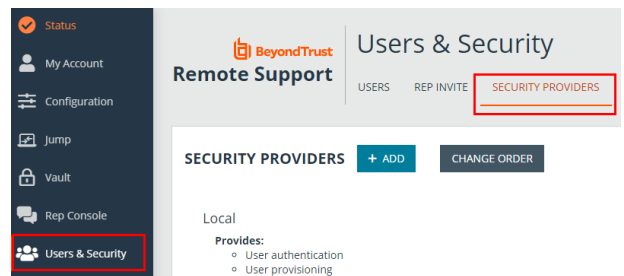 Status
My Account
Configuration
Jump
Vault
Rep Console
Users & Security
BeyondTrust
Remote Support
Users & Security
USERS REP INVITE SECURITY PROVIDERS
SECURITY PROVIDERS + ADD CHANGE ORDER
Local
Provides:
User authentication
User provisioning